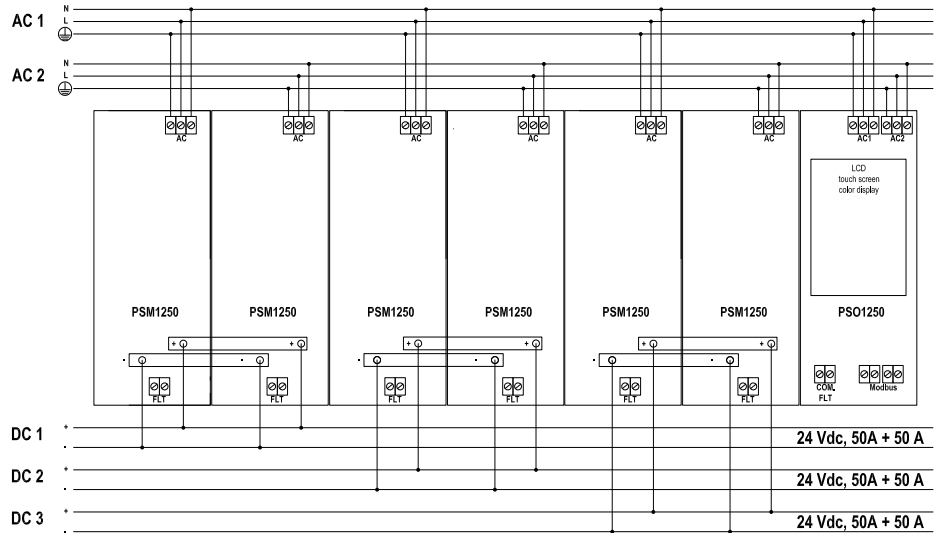 N
AC 1 L
N
AC 2 L
AC AC AC AC AC AC AC1 AC2
LCD
touch screen
color display
PSM1250 PSM1250 PSM1250 PSM1250 PSM1250 PSM1250 PSO1250
+ + + + + +
- - - - - -
COM. Modbus
FLT FLT FLT FLT FLT FLT FLT
DC 1 +
- 24 Vdc, 50A + 50 A
DC 2 +
- 24 Vdc, 50A + 50 A
DC 3 +
- 24 Vdc, 50A + 50 A